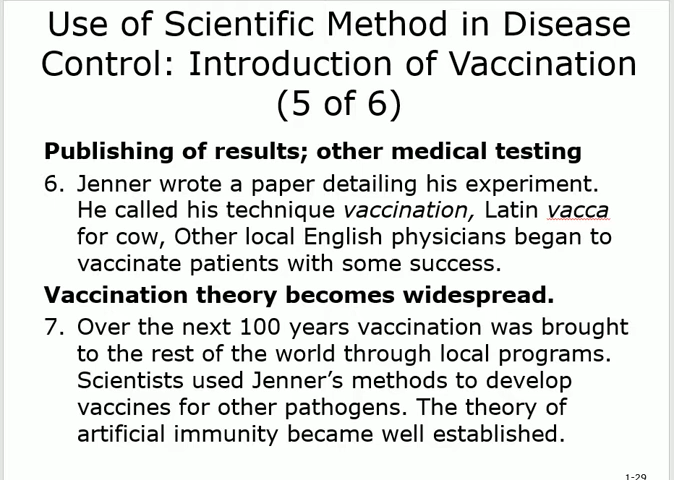 Use of Scientific Method in Disease
Control: Introduction of Vaccination
(5 of 6)
Publishing of results; other medical testing
6. Jenner wrote a paper detailing his experiment.
He called his technique vaccination, Latin vacca
for cow, Other local English physicians began to
vaccinate patients with some success.
Vaccination theory becomes widespread.
7. Over the next 100 years vaccination was brought
to the rest of the world through local programs.
Scientists used Jenner’s methods to develop
vaccines for other pathogens. The theory of
artificial immunity became well established.
1-29